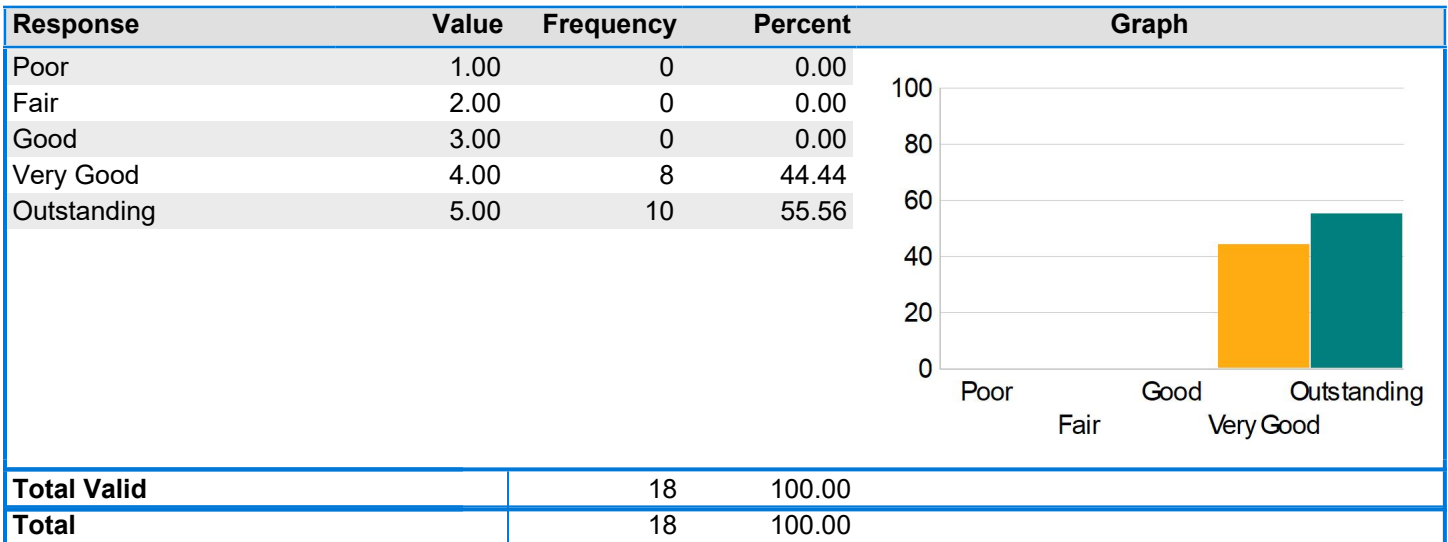 Response Value Frequency Percent Graph
Poor 1.00 0 0.00
Fair 2.00 0 0.00
Good 3.00 0 0.00
Very Good 4.00 8 44.44
Outstanding 5.00 10 55.56
100
80
60
40
20
0
Poor Good Outstanding
Fair Very Good
Total Valid 18 100.00
Total 18 100.00